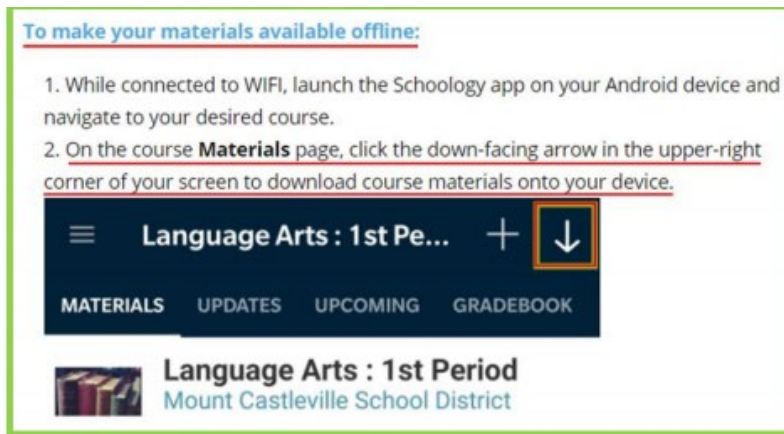 To make your materials available offline:
1. While connected to WIFI, launch the Schoology app on your Android device and
navigate to your desired course.
2. On the course Materials page, click the down-facing arrow in the upper-right
corner of your screen to download course materials onto your device.
Language Arts : 1st Pe...
MATERIALS UPDATES UPCOMING GRADEBOOK
Language Arts : 1st Period
Mount Castleville School District